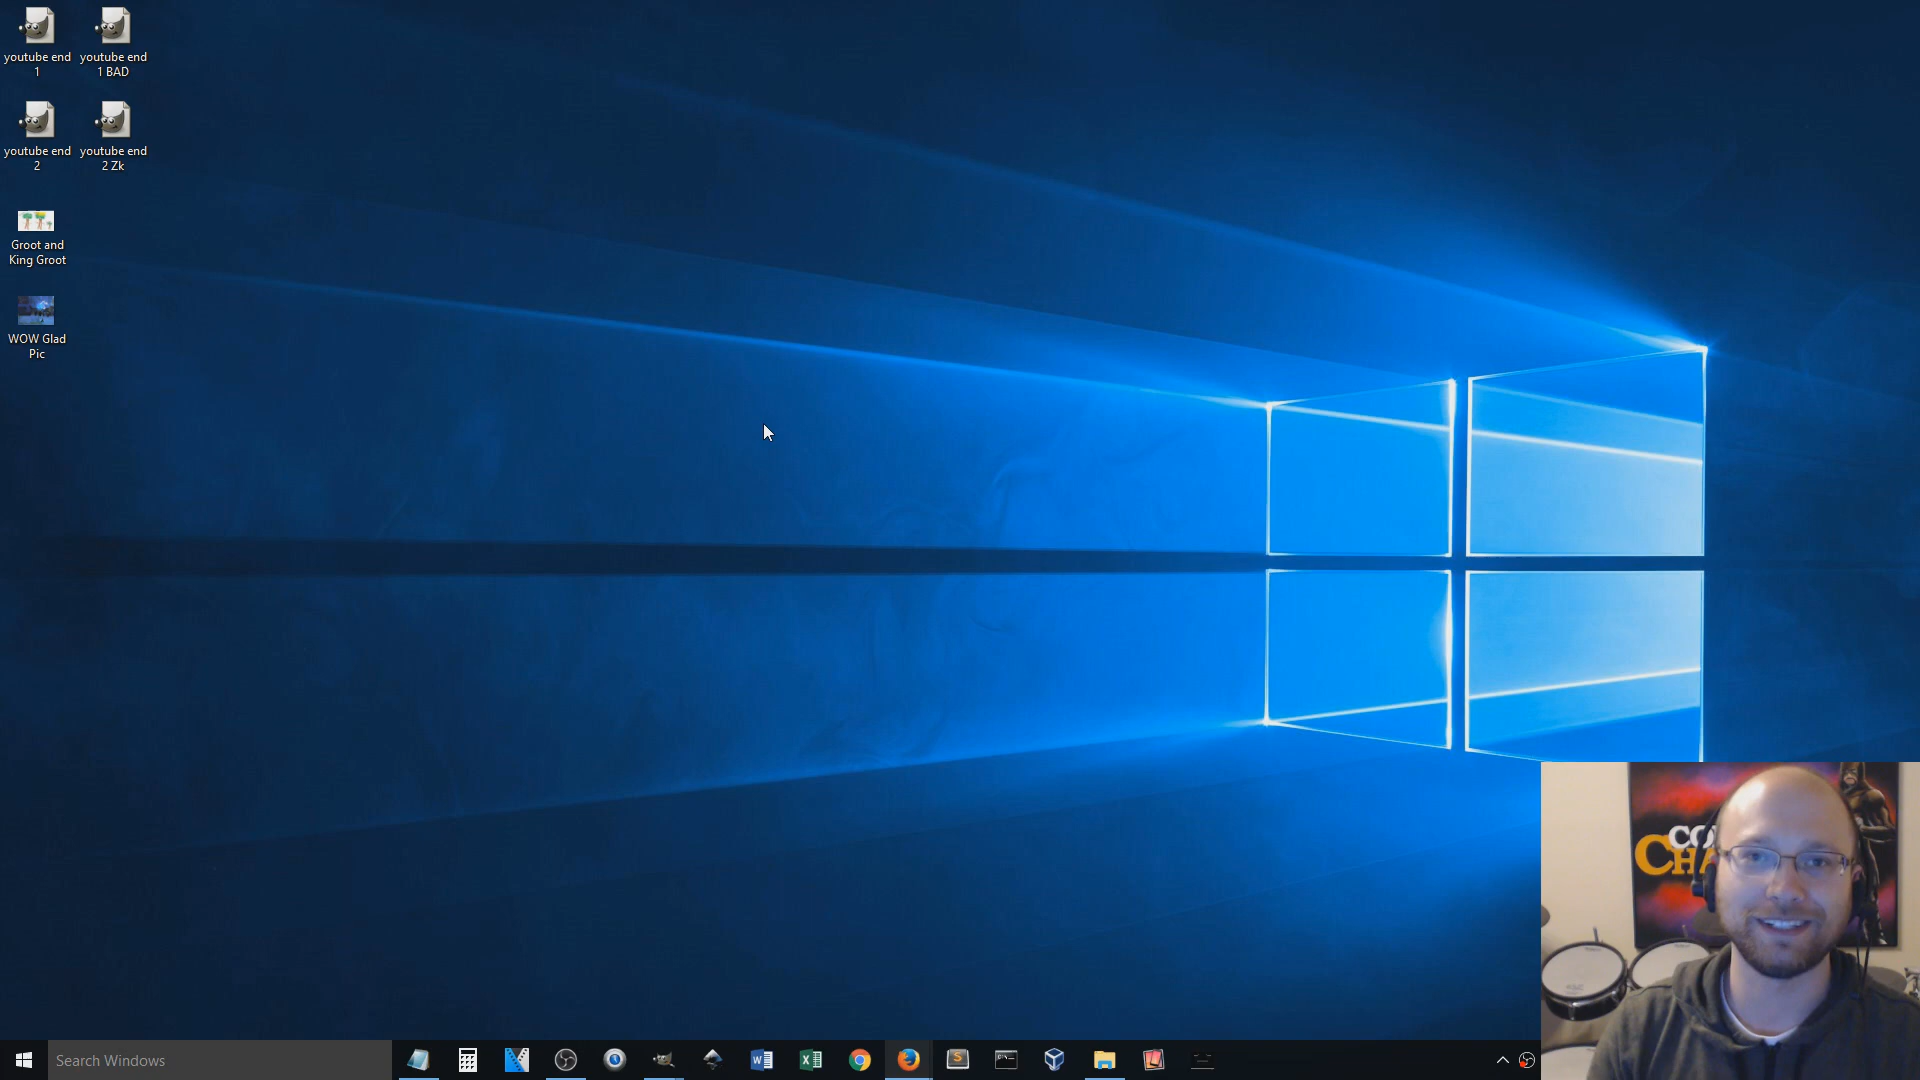 youtube end
1
youtube end
1 BAD
youtube end
2
youtube end
2 Zk
Groot and
King Groot
WOW Glad
Pic
Search Windows